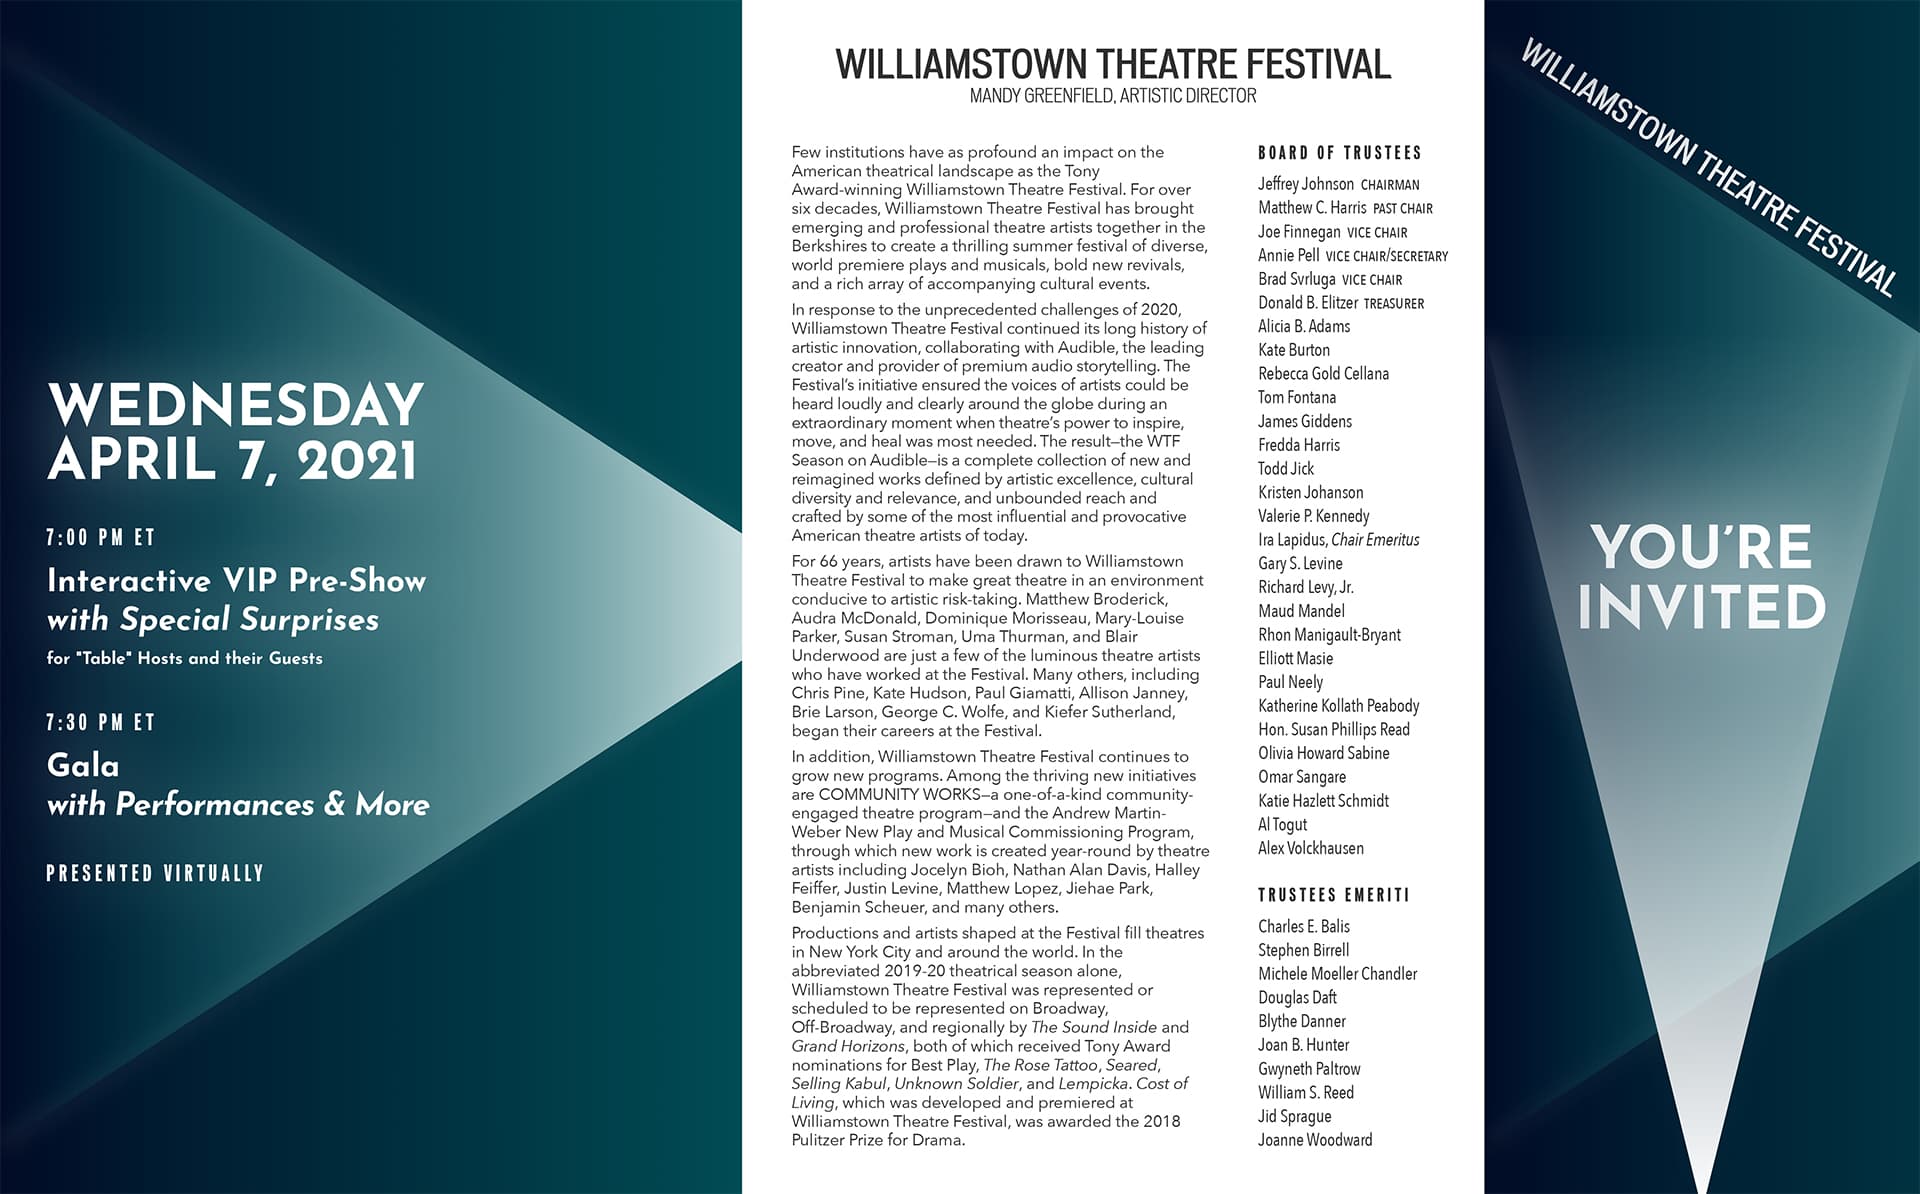 WEDNESDAY
APRIL 7, 2021
7:00 PM ET
Interactive VIP Pre-Show
with Special Surprises
for "Table" Hosts and their Guests
7:30 PM ET
Gala
with Performances & More
PRESENTED VIRTUALLY
WILLIAMSTOWN THEATRE FESTIVAL
MANDY GREENFIELD, ARTISTIC DIRECTOR
Few institutions have as profound an impact on the
American theatrical landscape as the Tony
Award-winning Williamstown Theatre Festival. For over
six decades, Williamstown Theatre Festival has brought
emerging and professional theatre artists together in the
Berkshires to create a thrilling summer festival of diverse,
world premiere plays and musicals, bold new revivals,
and a rich array of accompanying cultural events.
In response to the unprecedented challenges of 2020,
Williamstown Theatre Festival continued its long history of
artistic innovation, collaborating with Audible, the leading
creator and provider of premium audio storytelling. The
Festival's initiative ensured the voices of artists could be
heard loudly and clearly around the globe during an
extraordinary moment when theatre's power to inspire,
move, and heal was most needed. The result—the WTF
Season on Audible—is a complete collection of new and
reimagined works defined by artistic excellence, cultural
diversity and relevance, and unbounded reach and
crafted by some of the most influential and provocative
American theatre artists of today.
For 66 years, artists have been drawn to Williamstown
Theatre Festival to make great theatre in an environment
conducive to artistic risk-taking. Matthew Broderick,
Audra McDonald, Dominique Morisseau, Mary-Louise
Parker, Susan Stroman, Uma Thurman, and Blair
Underwood are just a few of the luminous theatre artists
who have worked at the Festival. Many others, including
Chris Pine, Kate Hudson, Paul Giamatti, Allison Janney,
Brie Larson, George C. Wolfe, and Kiefer Sutherland,
began their careers at the Festival.
In addition, Williamstown Theatre Festival continues to
grow new programs. Among the thriving new initiatives
are COMMUNITY WORKS—a one-of-a-kind community-
engaged theatre program—and the Andrew Martin-
Weber New Play and Musical Commissioning Program,
through which new work is created year-round by theatre
artists including Jocelyn Bioh, Nathan Alan Davis, Halley
Feiffer, Justin Levine, Matthew Lopez, Jiehae Park,
Benjamin Scheuer, and many others.
Productions and artists shaped at the Festival fill theatres
in New York City and around the world. In the
abbreviated 2019-20 theatrical season alone,
Williamstown Theatre Festival was represented or
scheduled to be represented on Broadway,
Off-Broadway, and regionally by The Sound Inside and
Grand Horizons, both of which received Tony Award
nominations for Best Play, The Rose Tattoo, Seared,
Selling Kabul, Unknown Soldier, and Lempicka. Cost of
Living, which was developed and premiered at
Williamstown Theatre Festival, was awarded the 2018
Pulitzer Prize for Drama.
BOARD OF TRUSTEES
Jeffrey Johnson CHAIRMAN
Matthew C. Harris PAST CHAIR
Joe Finnegan VICE CHAIR
Annie Pell VICE CHAIR/SECRETARY
Brad Svrluga VICE CHAIR
Donald B. Elitzer TREASURER
Alicia B. Adams
Kate Burton
Rebecca Gold Cellana
Tom Fontana
James Giddens
Fredda Harris
Todd Jick
Kristen Johanson
Valerie P. Kennedy
Ira Lapidus, Chair Emeritus
Gary S. Levine
Richard Levy, Jr.
Maud Mandel
Rhon Manigault-Bryant
Elliott Masie
Paul Neely
Katherine Kollath Peabody
Hon. Susan Phillips Read
Olivia Howard Sabine
Omar Sangare
Katie Hazlett Schmidt
Al Togut
Alex Volckhausen
TRUSTEES EMERITI
Charles E. Balis
Stephen Birrell
Michele Moeller Chandler
Douglas Daft
Blythe Danner
Joan B. Hunter
Gwyneth Paltrow
William S. Reed
Jid Sprague
Joanne Woodward
WILLIAMSTOWN THEATRE FESTIVAL
YOU'RE
INVITED